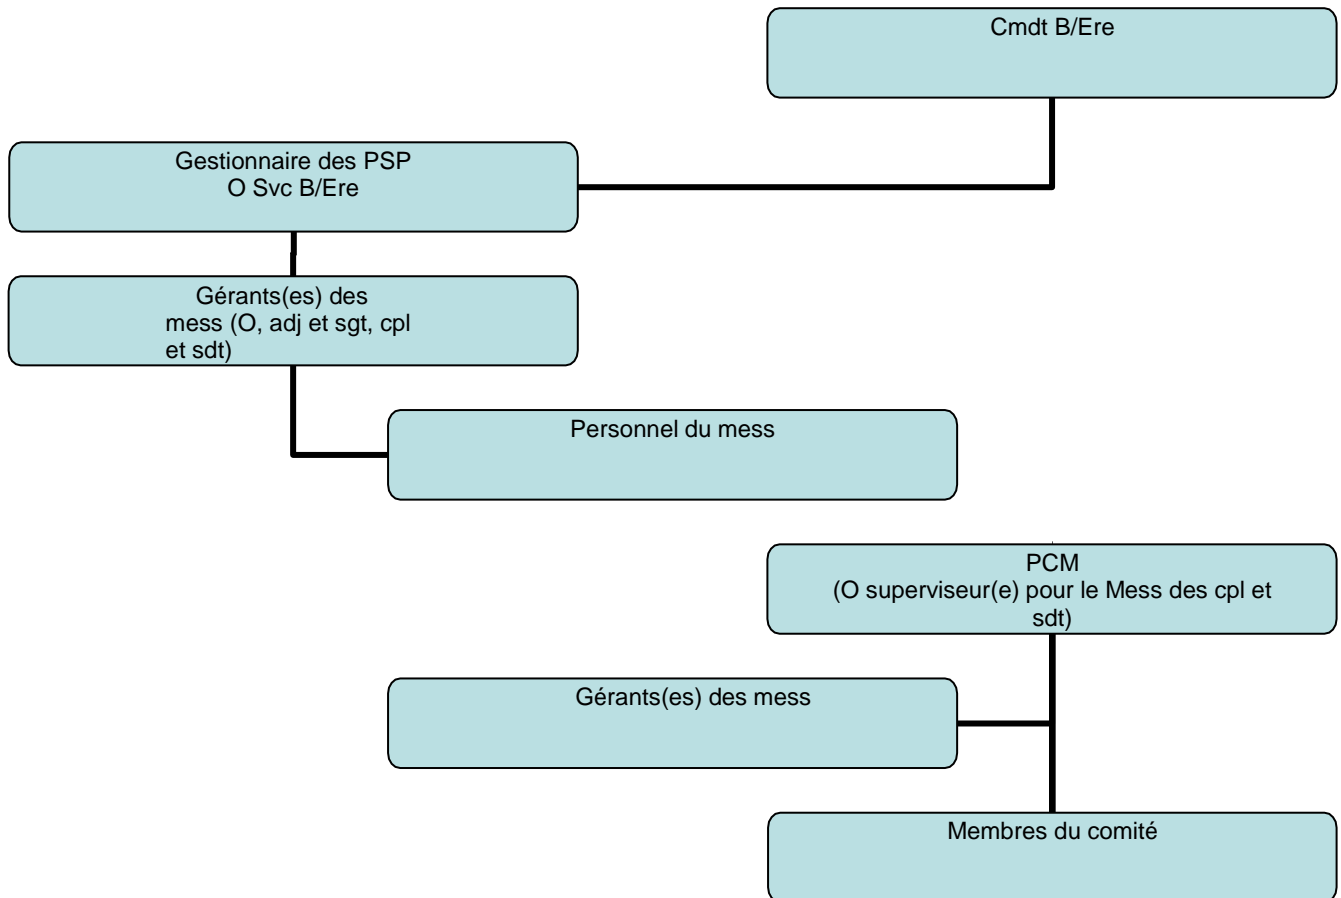 Cmdt B/Ere
Gestionnaire des PSP
O Svc B/Ere
Gérants(es) des
mess (O, adj et sgt, cpl
et sdt)
Personnel du mess
PCM
(O superviseur(e) pour le Mess des cpl et
sdt)
Gérants(es) des mess
Membres du comité